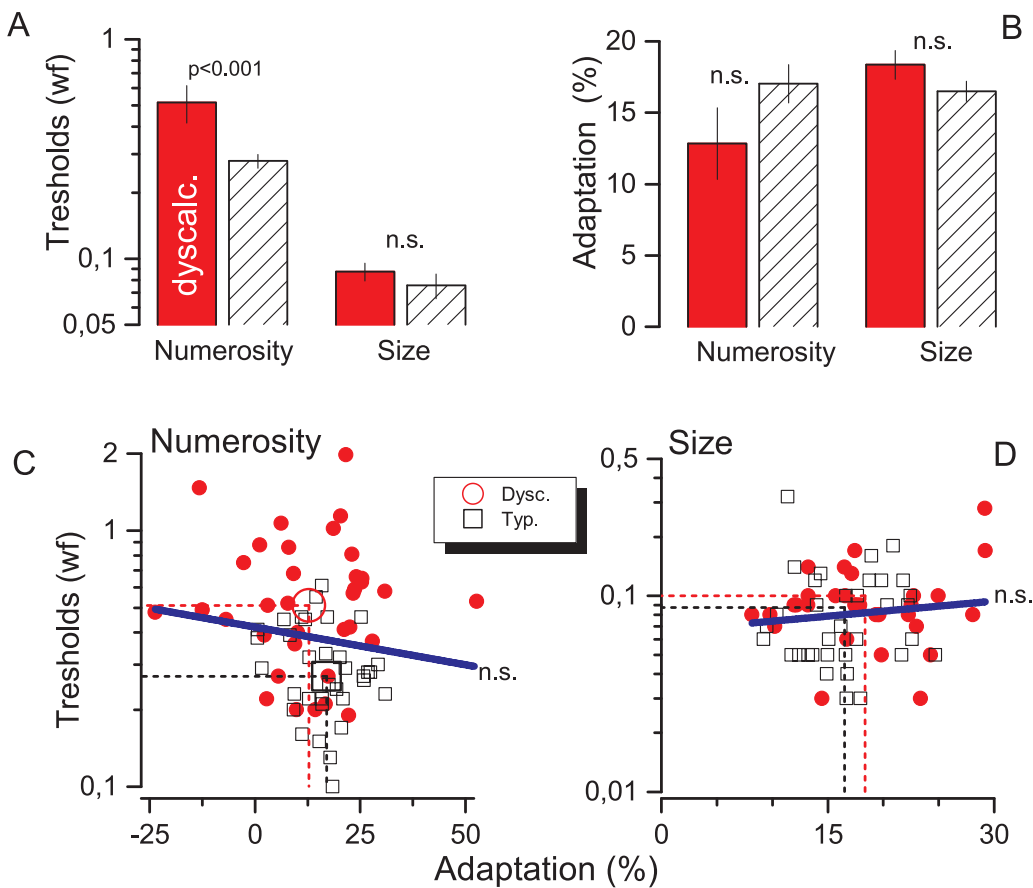 A
Tresholds (wf)
1
0,1
0,05
p<0.001
dyscalc.
n.s.
Numerosity
Size
B
Adaptation (%)
20
15
10
5
0
n.s.
n.s.
Numerosity
Size
C
Numerosity
Tresholds (wf)
2
1
0,1
Dysc.
Typ.
n.s.
-25
0
25
50
D
Size
0,5
0,1
0,01
n.s.
0
15
30
Adaptation (%)